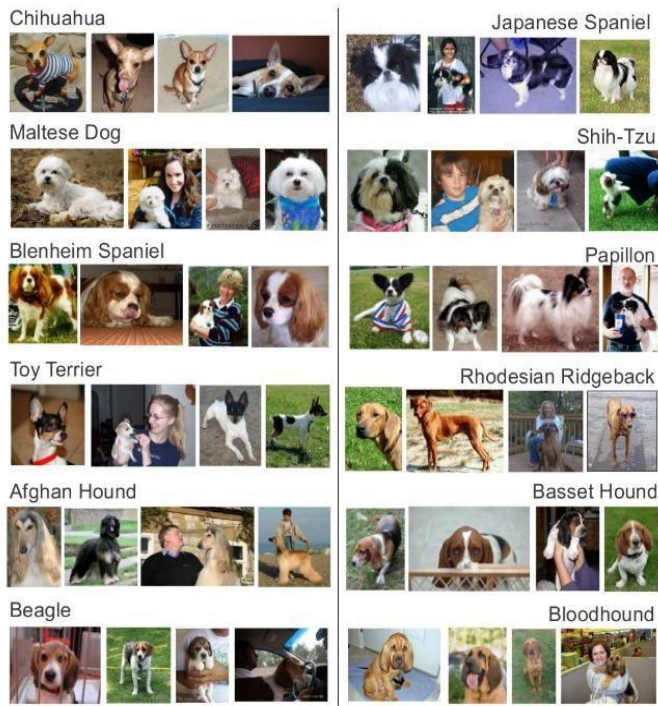 Chihuahua
Japanese Spaniel
Maltese Dog
Shih-Tzu
Blenheim Spaniel
Papillon
Toy Terrier
Rhodesian Ridgeback
Afghan Hound
Basset Hound
Beagle
Bloodhound